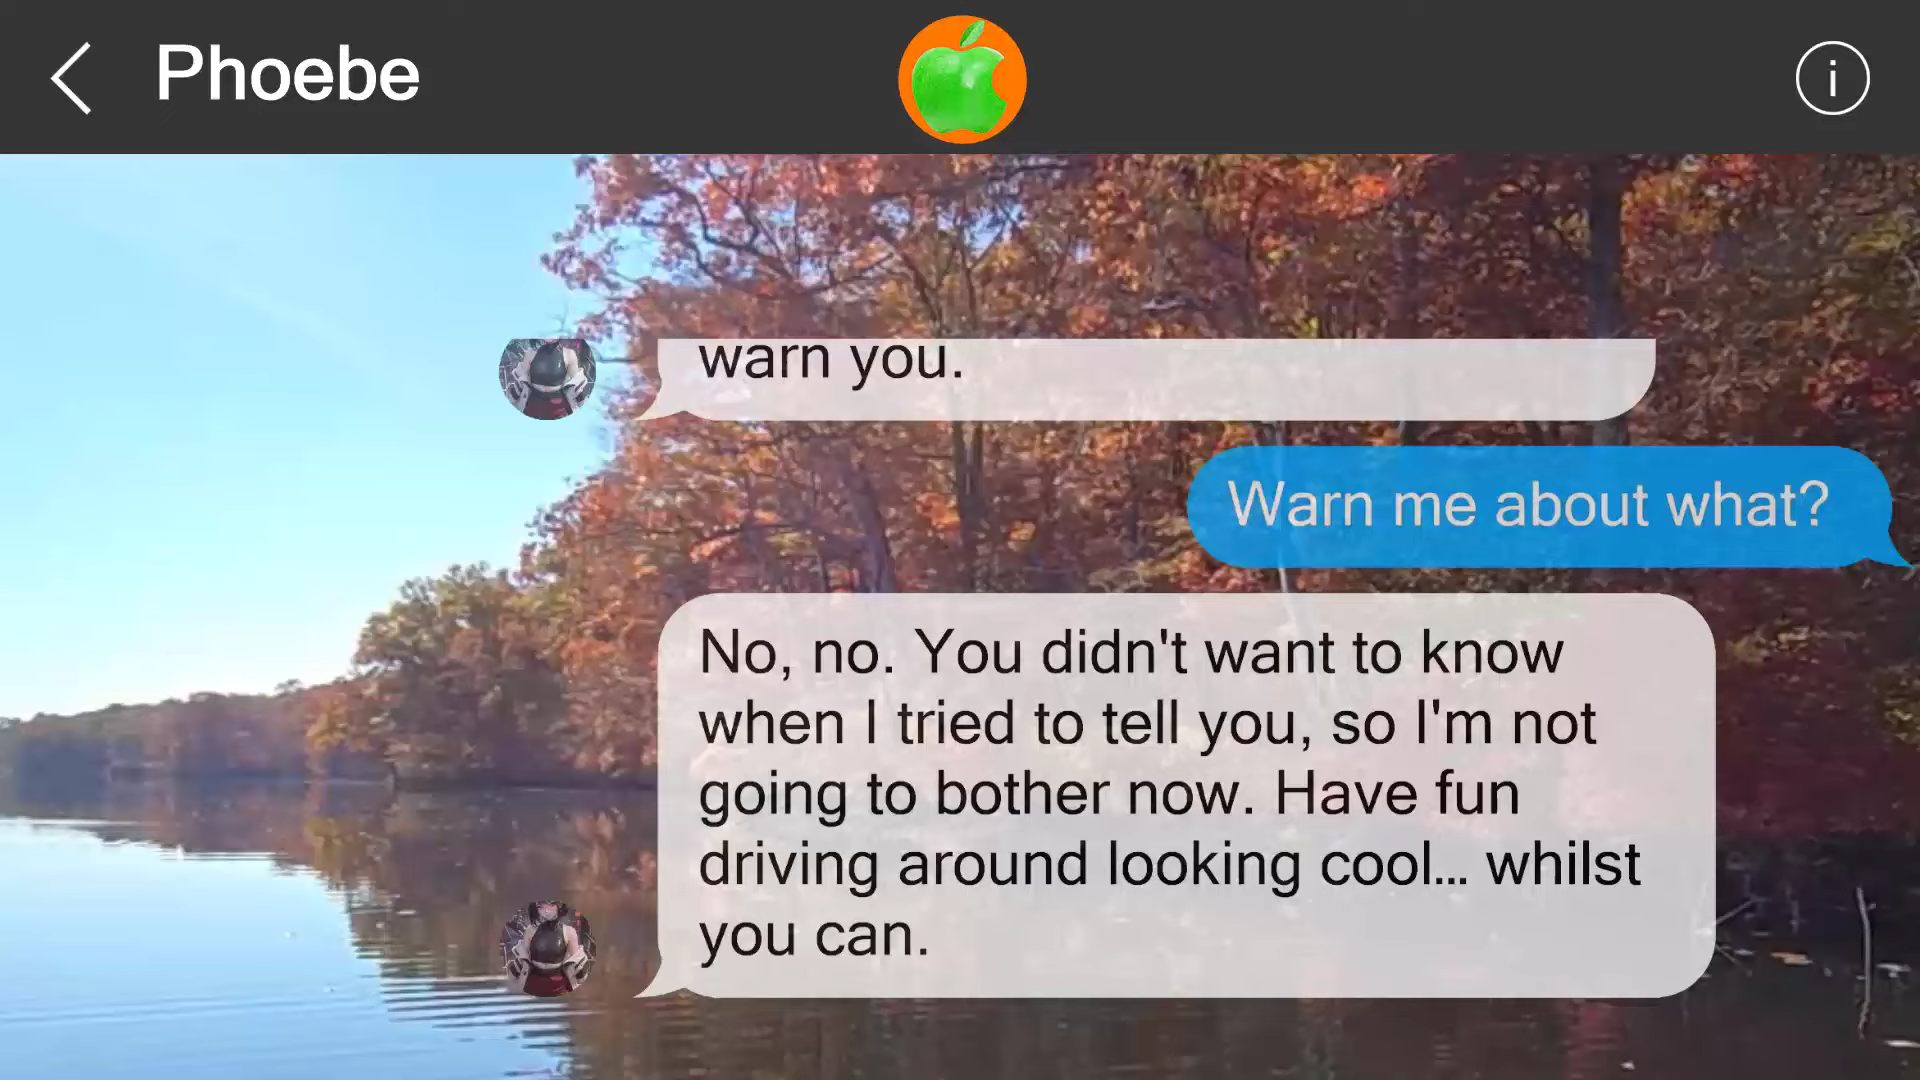 Phoebe
warn you.
Warn me about what?
No, no. You didn't want to know
when I tried to tell you, so I'm not
going to bother now. Have fun
driving around looking cool... whilst
you can.